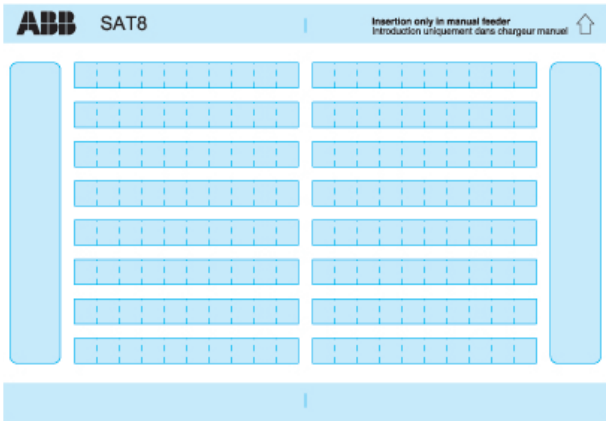 ABB SAT8
Insertion only in manual feeder
Introduction uniquement dans chargeur manuel